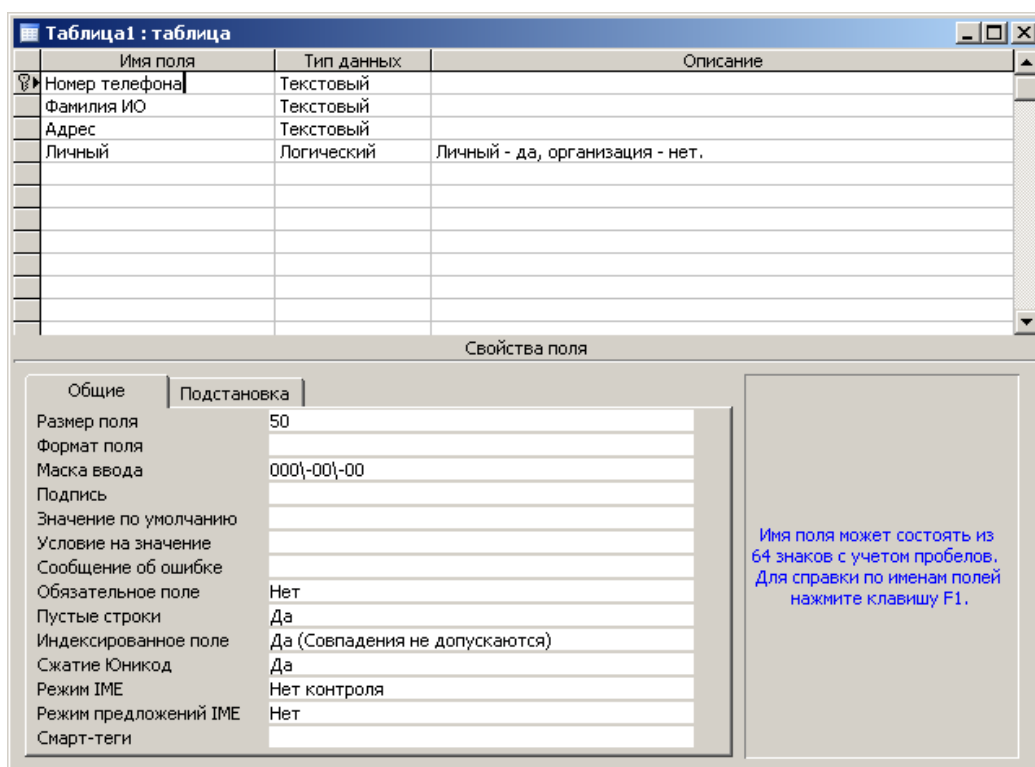 Таблица1 : таблица
Имя поля Тип данных Описание
Номер телефона Текстовый
Фамилия ИО Текстовый
Адрес Текстовый
Личный Логический Личный - да, организация - нет.
Свойства поля
Общие Подстановка
Размер поля 50
Формат поля
Маска ввода 000\-00\-00
Подпись
Значение по умолчанию
Условие на значение
Сообщение об ошибке
Обязательное поле Нет
Пустые строки Да
Индексированное поле Да (Совпадения не допускаются)
Сжатие Юникод Да
Режим IME Нет контроля
Режим предложений IME Нет
Смарт-теги
Имя поля может состоять из
64 знаков с учетом пробелов.
Для справки по именам полей
нажмите клавишу F1.